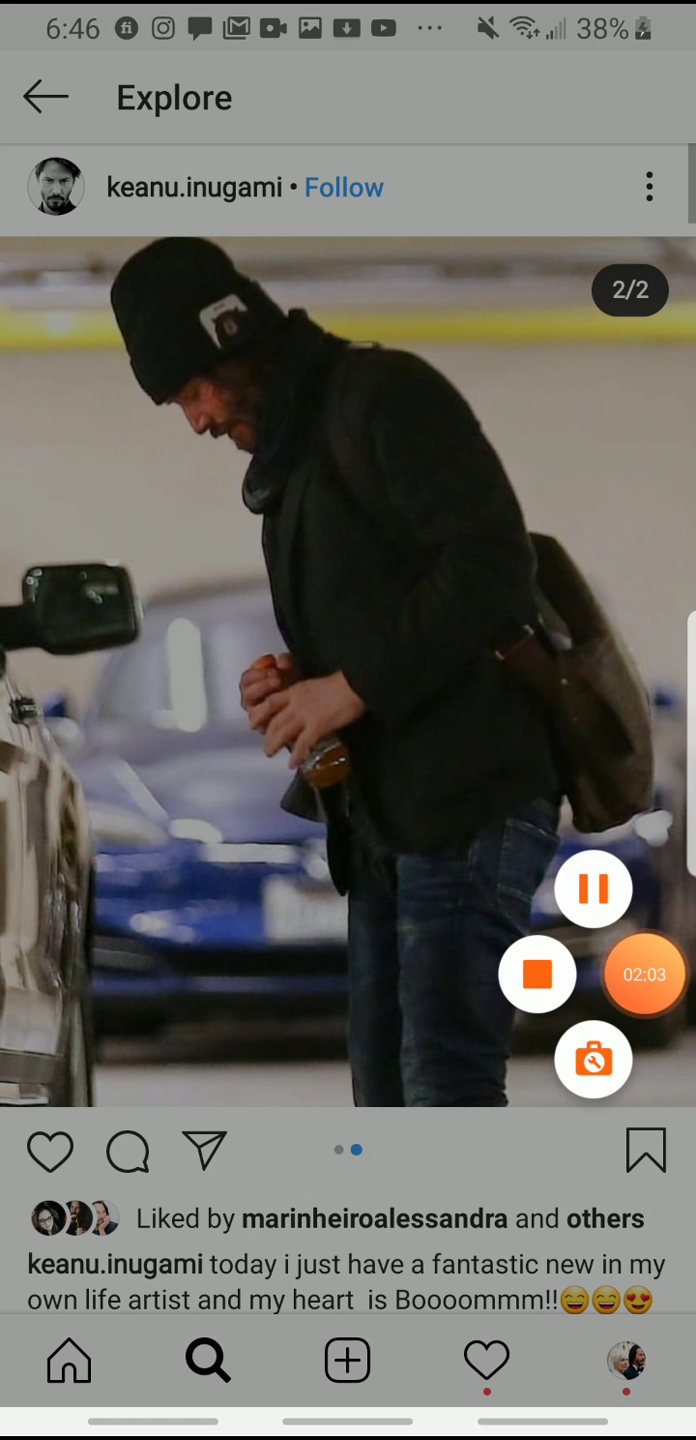 6:46 38%
Explore
keanu.inugami • Follow
2/2
02:03
Liked by marinheiroalessandra and others
keanu.inugami today i just have a fantastic new in my
own life artist and my heart is Boooommm!!😄😄😍